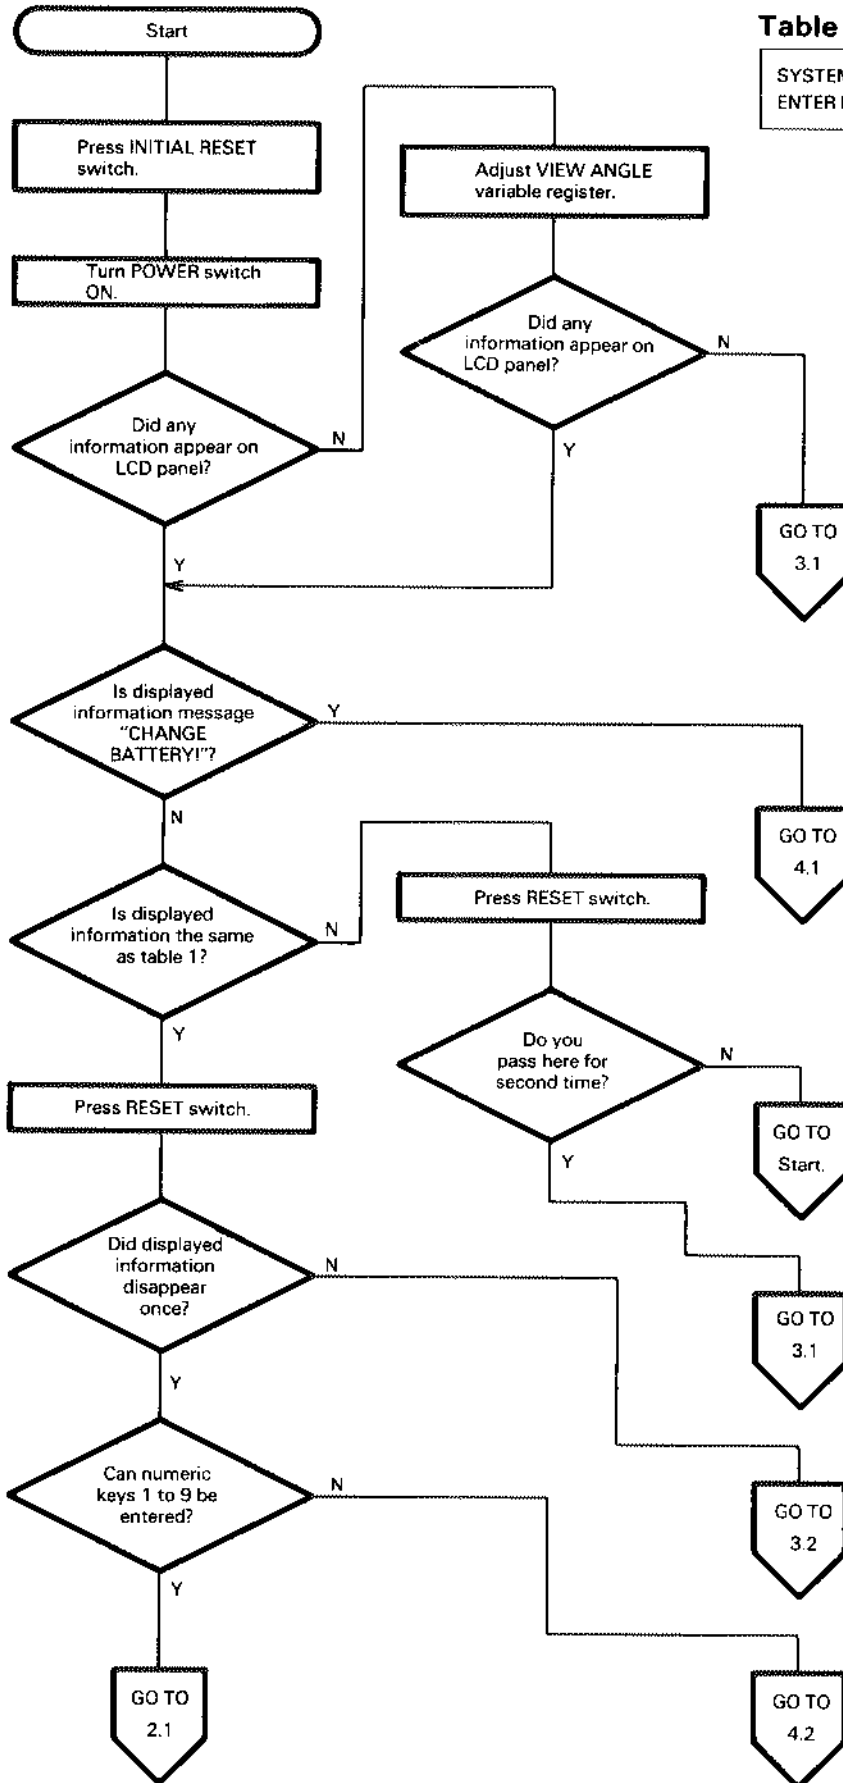 Start
Table
SYSTEM
ENTER
Press INITIAL RESET
switch.
Adjust VIEW ANGLE
variable register.
Turn POWER switch
ON.
Did any
information appear on
LCD panel?
N
Y
Did any
information appear on
LCD panel?
N
Y
GO TO
3.1
Is displayed
information message
"CHANGE
BATTERY!"?
Y
N
GO TO
4.1
Is displayed
information the same
as table 1?
N
Y
Press RESET switch.
Do you
pass here for
second time?
N
Y
GO TO
Start.
GO TO
3.1
Press RESET switch.
Did displayed
information
disappear
once?
N
Y
GO TO
3.2
Can numeric
keys 1 to 9 be
entered?
N
Y
GO TO
2.1
GO TO
4.2